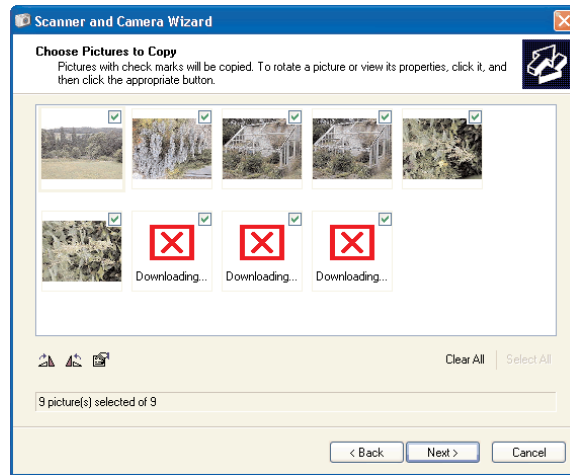 Scanner and Camera Wizard
Choose Pictures to Copy
Pictures with check marks will be copied. To rotate a picture or view its properties, click it, and
then click the appropriate button.
Downloading... Downloading... Downloading...
Clear All Select All
9 picture(s) selected of 9
< Back Next > Cancel